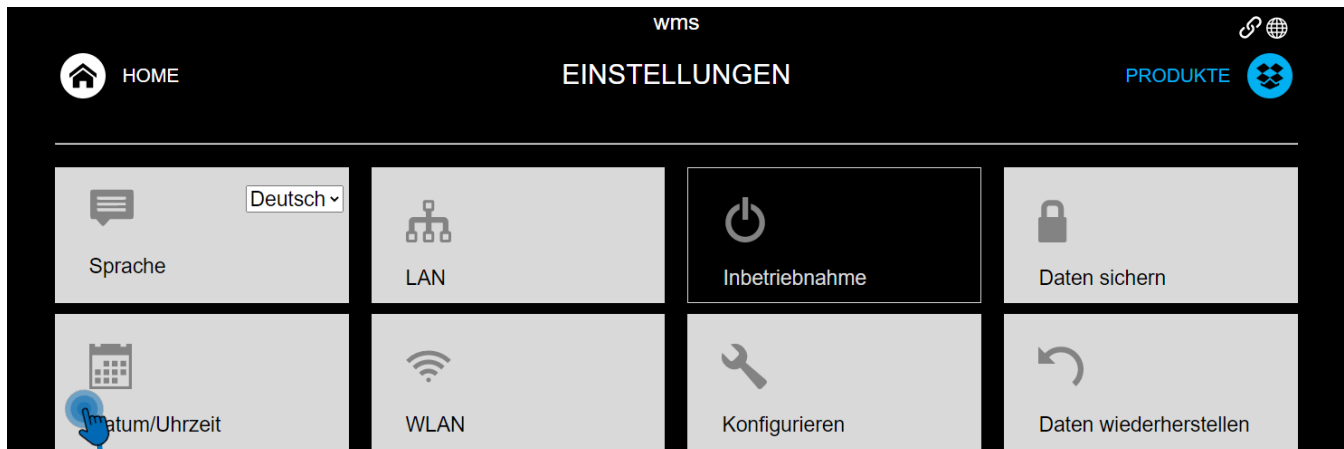 wms
HOME
EINSTELLUNGEN
PRODUKTE
Deutsch
Sprache
LAN
Inbetriebnahme
Daten sichern
atum/Uhrzeit
WLAN
Konfigurieren
Daten wiederherstellen